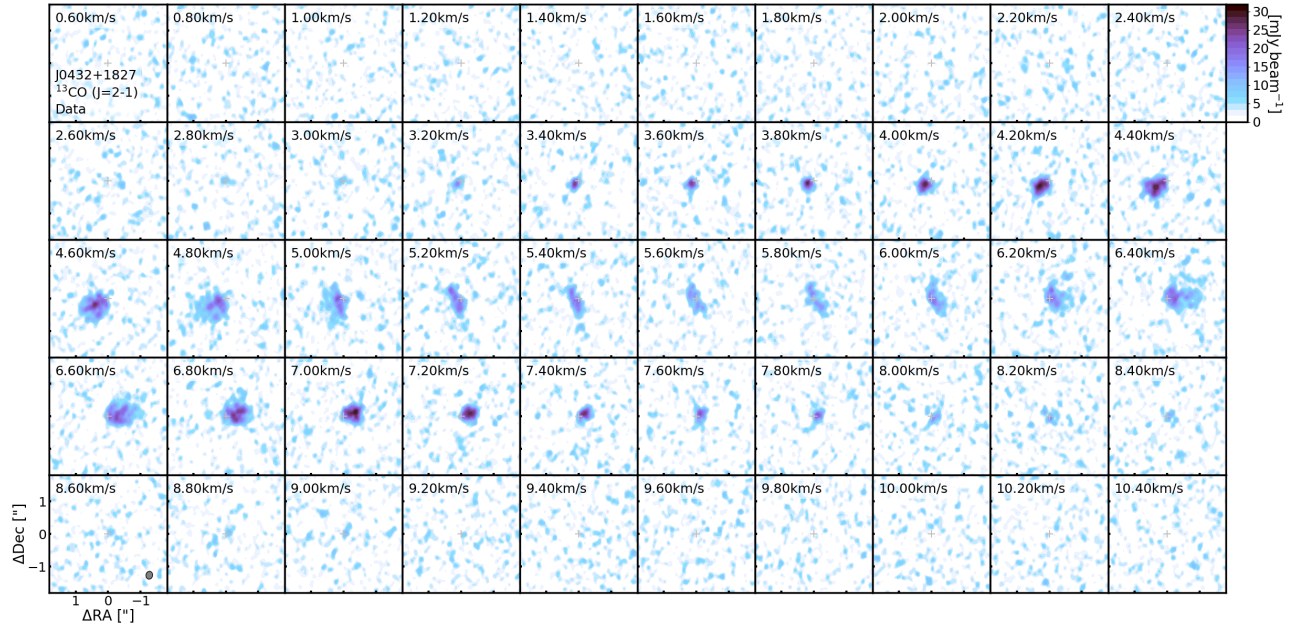 0.60km/s 0.80km/s 1.00km/s 1.20km/s 1.40km/s 1.60km/s 1.80km/s 2.00km/s 2.20km/s 2.40km/s
J0432+1827
¹³CO (J=2-1)
Data
30
25
20
15
10
5
0
[mJy beam⁻¹]
2.60km/s 2.80km/s 3.00km/s 3.20km/s 3.40km/s 3.60km/s 3.80km/s 4.00km/s 4.20km/s 4.40km/s
4.60km/s 4.80km/s 5.00km/s 5.20km/s 5.40km/s 5.60km/s 5.80km/s 6.00km/s 6.20km/s 6.40km/s
6.60km/s 6.80km/s 7.00km/s 7.20km/s 7.40km/s 7.60km/s 7.80km/s 8.00km/s 8.20km/s 8.40km/s
8.60km/s 8.80km/s 9.00km/s 9.20km/s 9.40km/s 9.60km/s 9.80km/s 10.00km/s 10.20km/s 10.40km/s
1
0
−1
ΔDec ["]
1 0 −1
ΔRA ["]